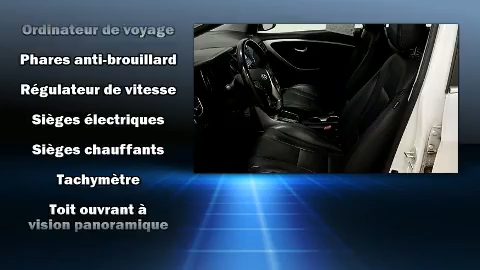 Ordinateur de voyage
Phares anti-brouillard
Régulateur de vitesse
Sièges électriques
Sièges chauffants
Tachymètre
Toit ouvrant à
vision panoramique